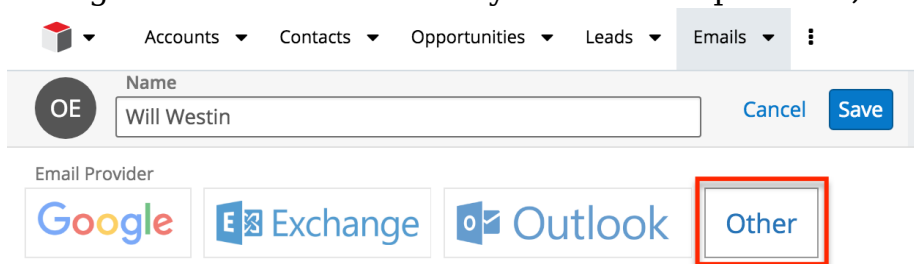 Accounts Contacts Opportunities Leads Emails
Name
OE Will Westin Cancel Save
Email Provider
Google E Exchange o Outlook Other